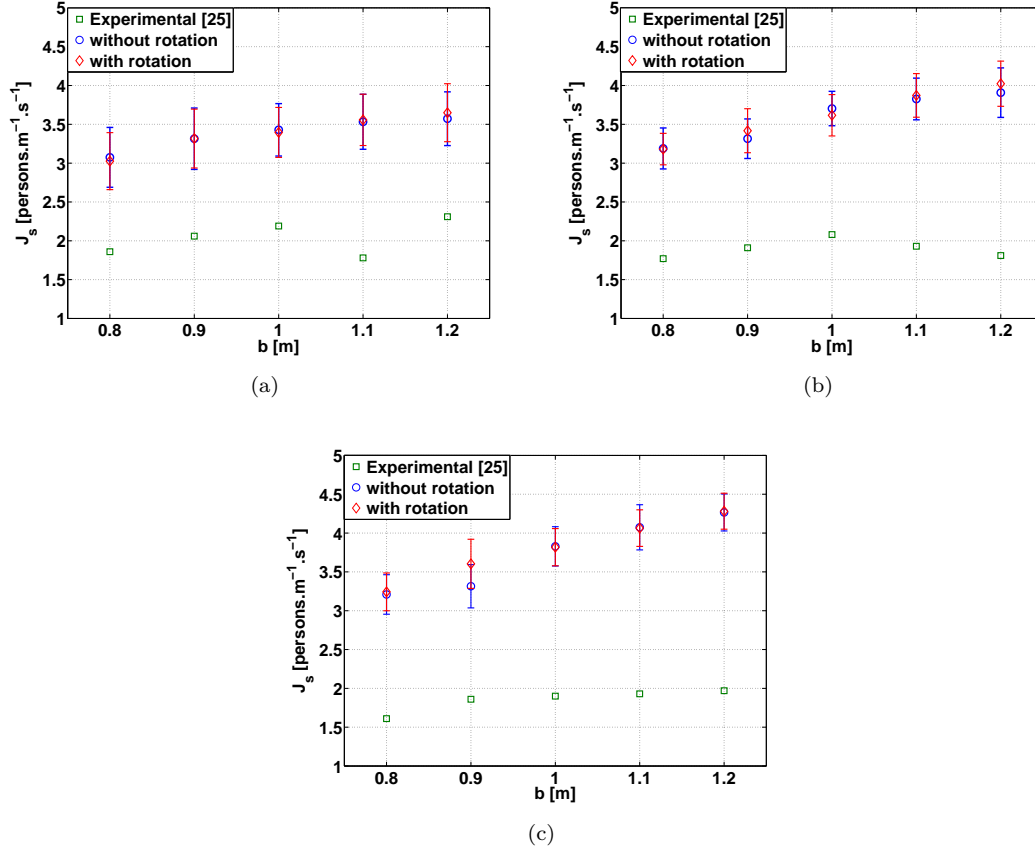 5
4.5
4
3.5
3
2.5
2
1.5
1
J_s [persons.m⁻¹.s⁻¹]
Experimental [25]
without rotation
with rotation
0.8 0.9 1 1.1 1.2
b [m]
(a)
5
4.5
4
3.5
3
2.5
2
1.5
1
J_s [persons.m⁻¹.s⁻¹]
Experimental [25]
without rotation
with rotation
0.8 0.9 1 1.1 1.2
b [m]
(b)
5
4.5
4
3.5
3
2.5
2
1.5
1
J_s [persons.m⁻¹.s⁻¹]
Experimental [25]
without rotation
with rotation
0.8 0.9 1 1.1 1.2
b [m]
(c)